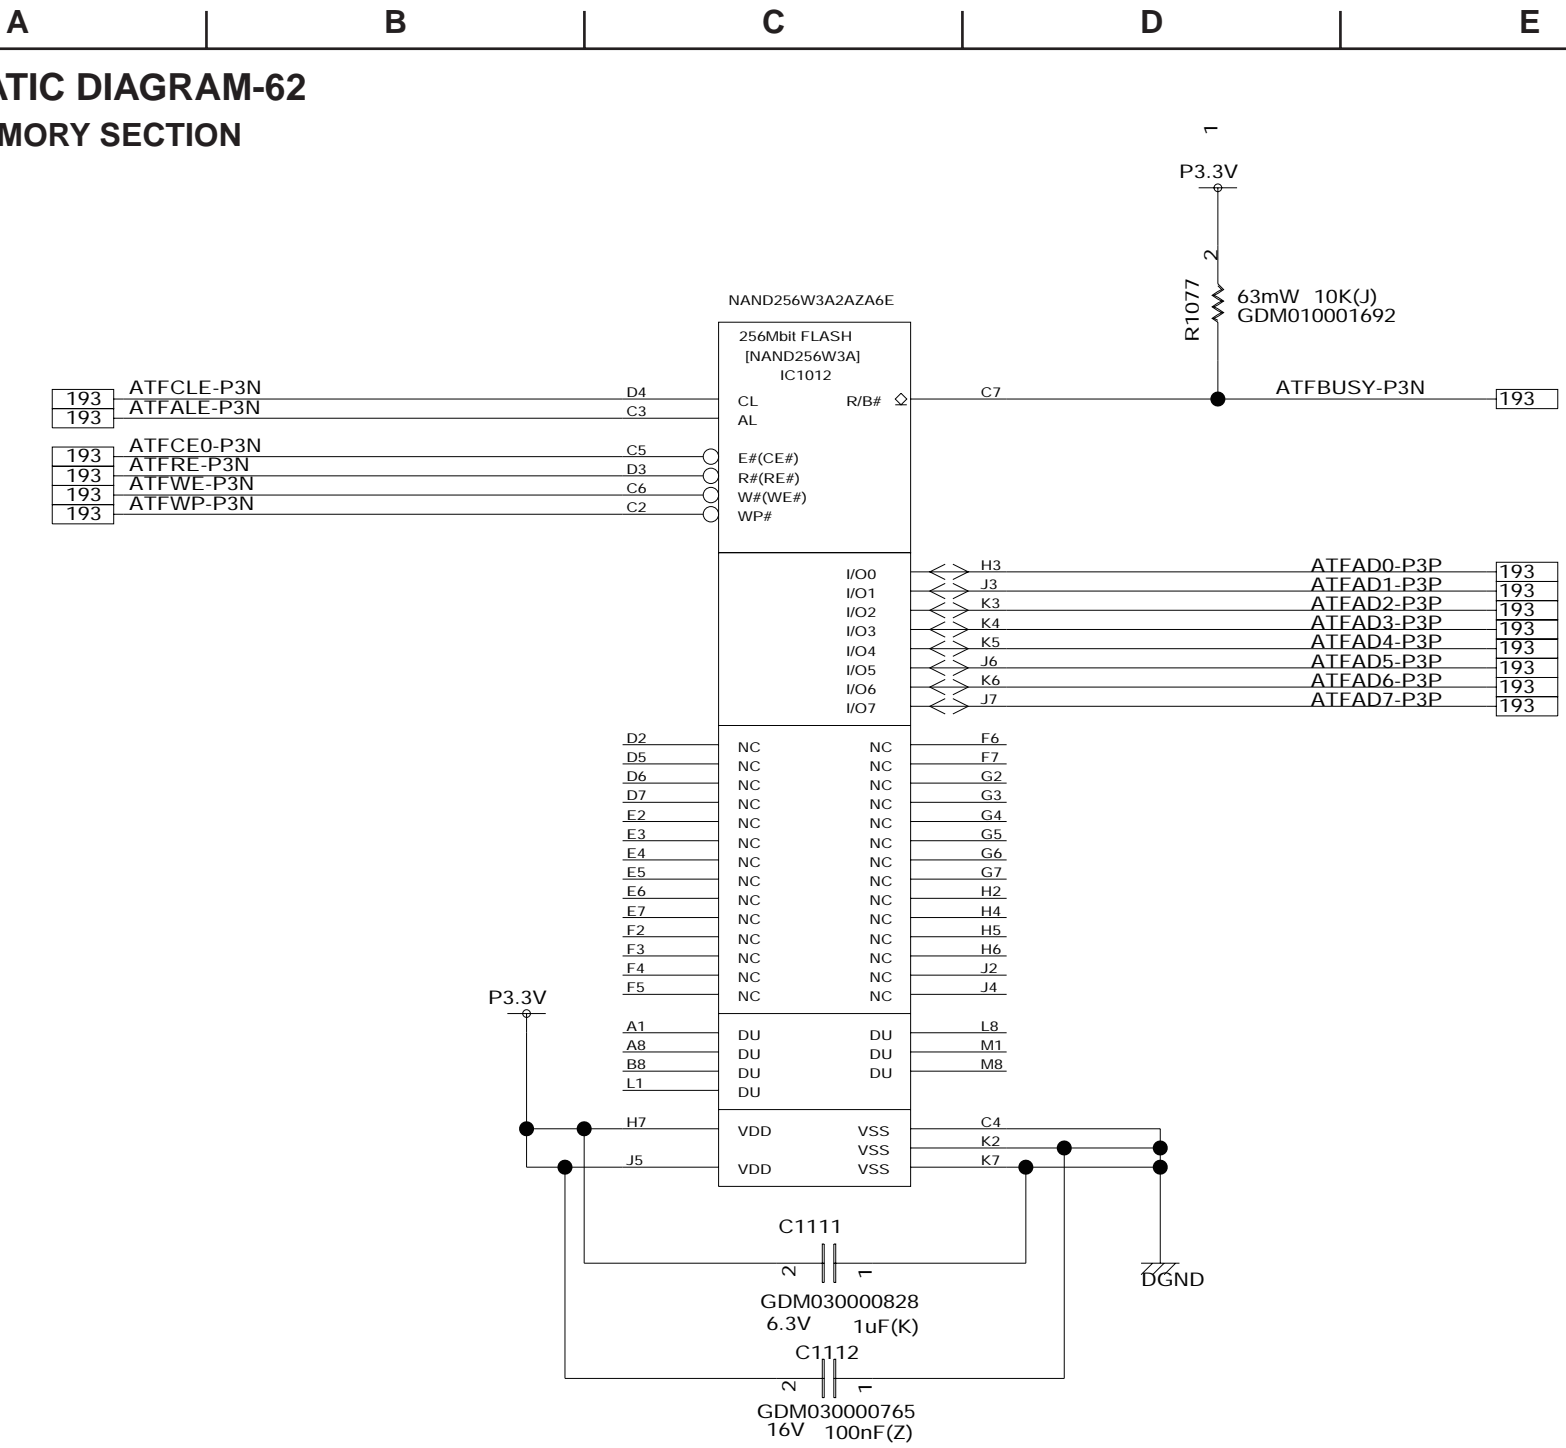 A B C D E
ATIC DIAGRAM-62
MORY SECTION
1
P3.3V
2
R1077
63mW 10K(J)
GDM010001692
NAND256W3A2AZA6E
256Mbit FLASH
[NAND256W3A]
IC1012
193 ATFCLE-P3N D4 CL R/B# C7 ATFBUSY-P3N 193
193 ATFALE-P3N C3 AL
193 ATFCE0-P3N C5 E#(CE#)
193 ATFRE-P3N D3 R#(RE#)
193 ATFWE-P3N C6 W#(WE#)
193 ATFWP-P3N C2 WP#
I/O0 H3 ATFAD0-P3P 193
I/O1 J3 ATFAD1-P3P 193
I/O2 K3 ATFAD2-P3P 193
I/O3 K4 ATFAD3-P3P 193
I/O4 K5 ATFAD4-P3P 193
I/O5 J6 ATFAD5-P3P 193
I/O6 K6 ATFAD6-P3P 193
I/O7 J7 ATFAD7-P3P 193
D2 NC NC F6
D5 NC NC F7
D6 NC NC G2
D7 NC NC G3
E2 NC NC G4
E3 NC NC G5
E4 NC NC G6
E5 NC NC G7
E6 NC NC H2
E7 NC NC H4
F2 NC NC H5
F3 NC NC H6
F4 NC NC J2
F5 NC NC J4
P3.3V
A1 DU DU L8
A8 DU DU M1
B8 DU DU M8
L1 DU
H7 VDD VSS C4
VSS K2
J5 VDD VSS K7
C1111
2 1
GDM030000828
6.3V 1uF(K)
DGND
C1112
2 1
GDM030000765
16V 100nF(Z)